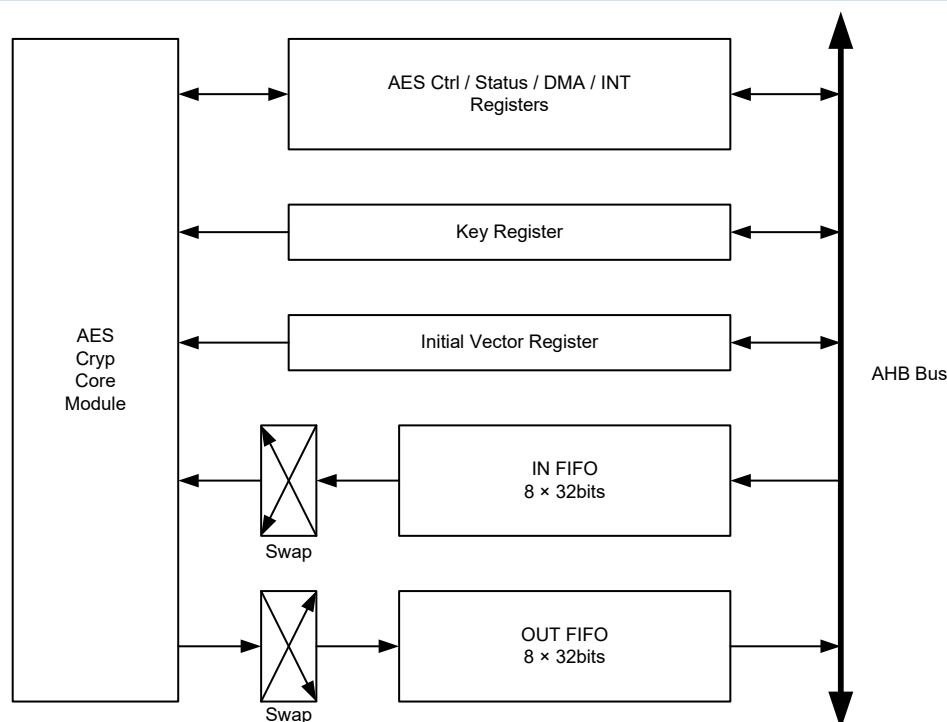 AES Ctrl / Status / DMA / INT
Registers
Key Register
Initial Vector Register
AES
Cryp
Core
Module
AHB Bus
IN FIFO
8 × 32bits
Swap
OUT FIFO
8 × 32bits
Swap